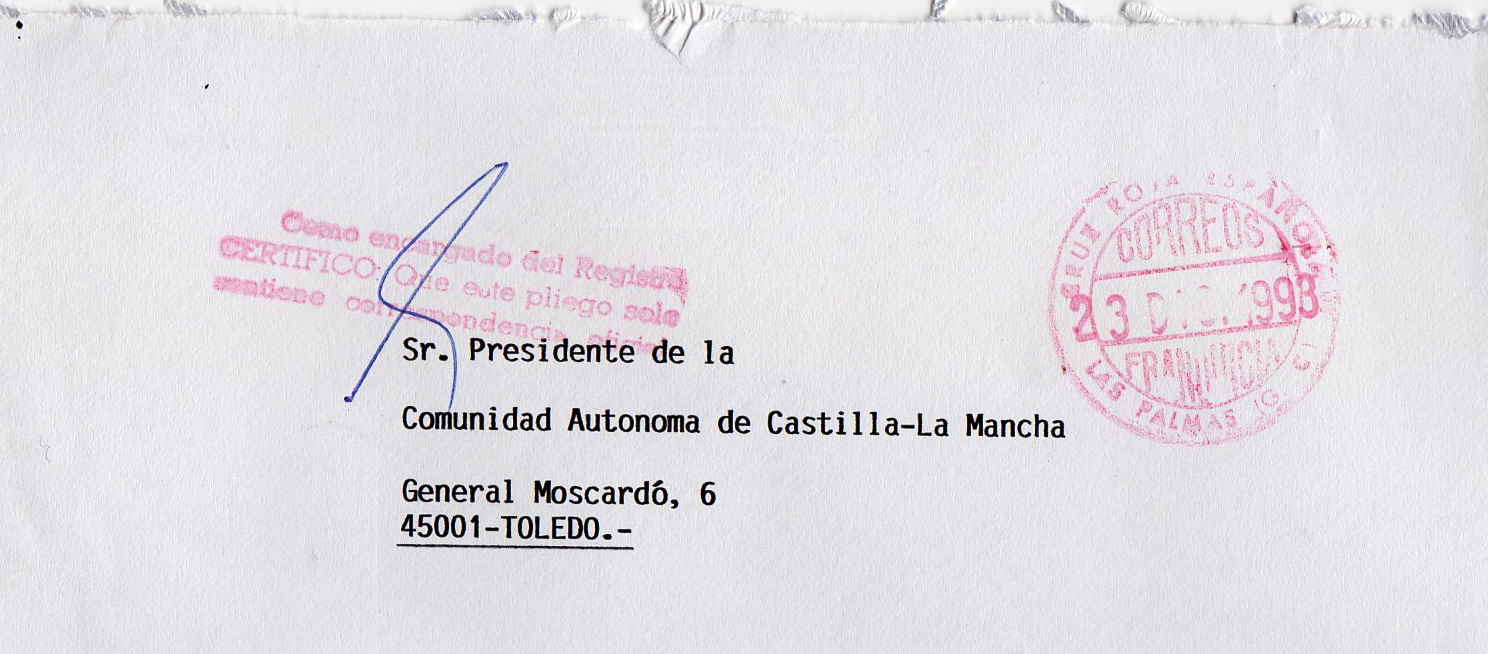 Como encargado del Registro
CERTIFICO: Que este pliego solo
contiene correspondencia oficial
CRUZ ROJA ESPAÑOLA
CORREOS
23 DIC. 1993
FRANQUICIA
LAS PALMAS (G. C.)
Sr. Presidente de la
Comunidad Autonoma de Castilla-La Mancha
General Moscardó, 6
45001-TOLEDO.-